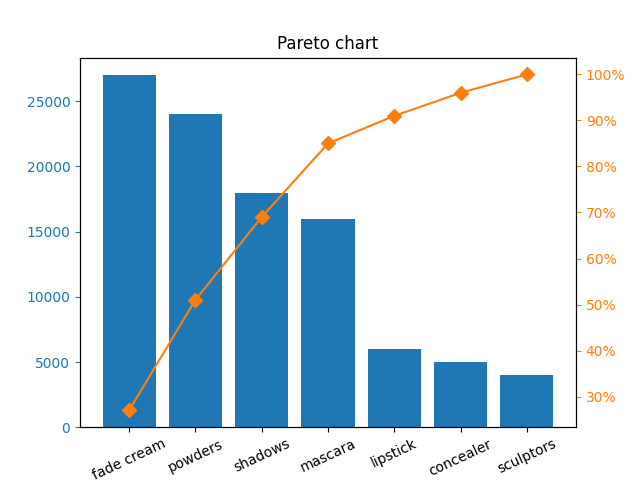 Pareto chart
25000
20000
15000
10000
5000
0
100%
90%
80%
70%
60%
50%
40%
30%
fade cream
powders
shadows
mascara
lipstick
concealer
sculptors